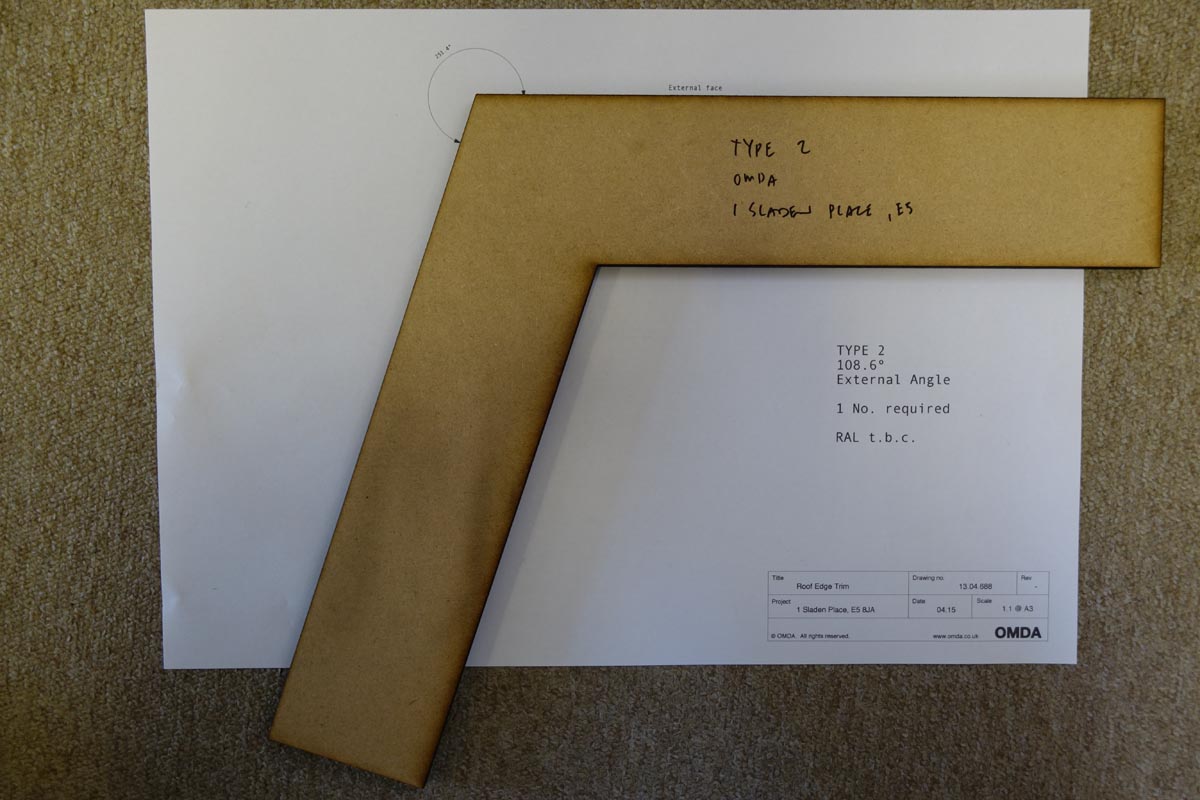 251.4°
External face
TYPE 2
OMDA
1 SLADEN PLACE, E5
TYPE 2
108.6°
External Angle
1 No. required
RAL t.b.c.
Title
Roof Edge Trim
Drawing no.
13.04.688
Rev.
-
Project
1 Sladen Place, E5 8JA
Date
04.15
Scale
1:1 @ A3
© OMDA. All rights reserved.
www.omda.co.uk
OMDA